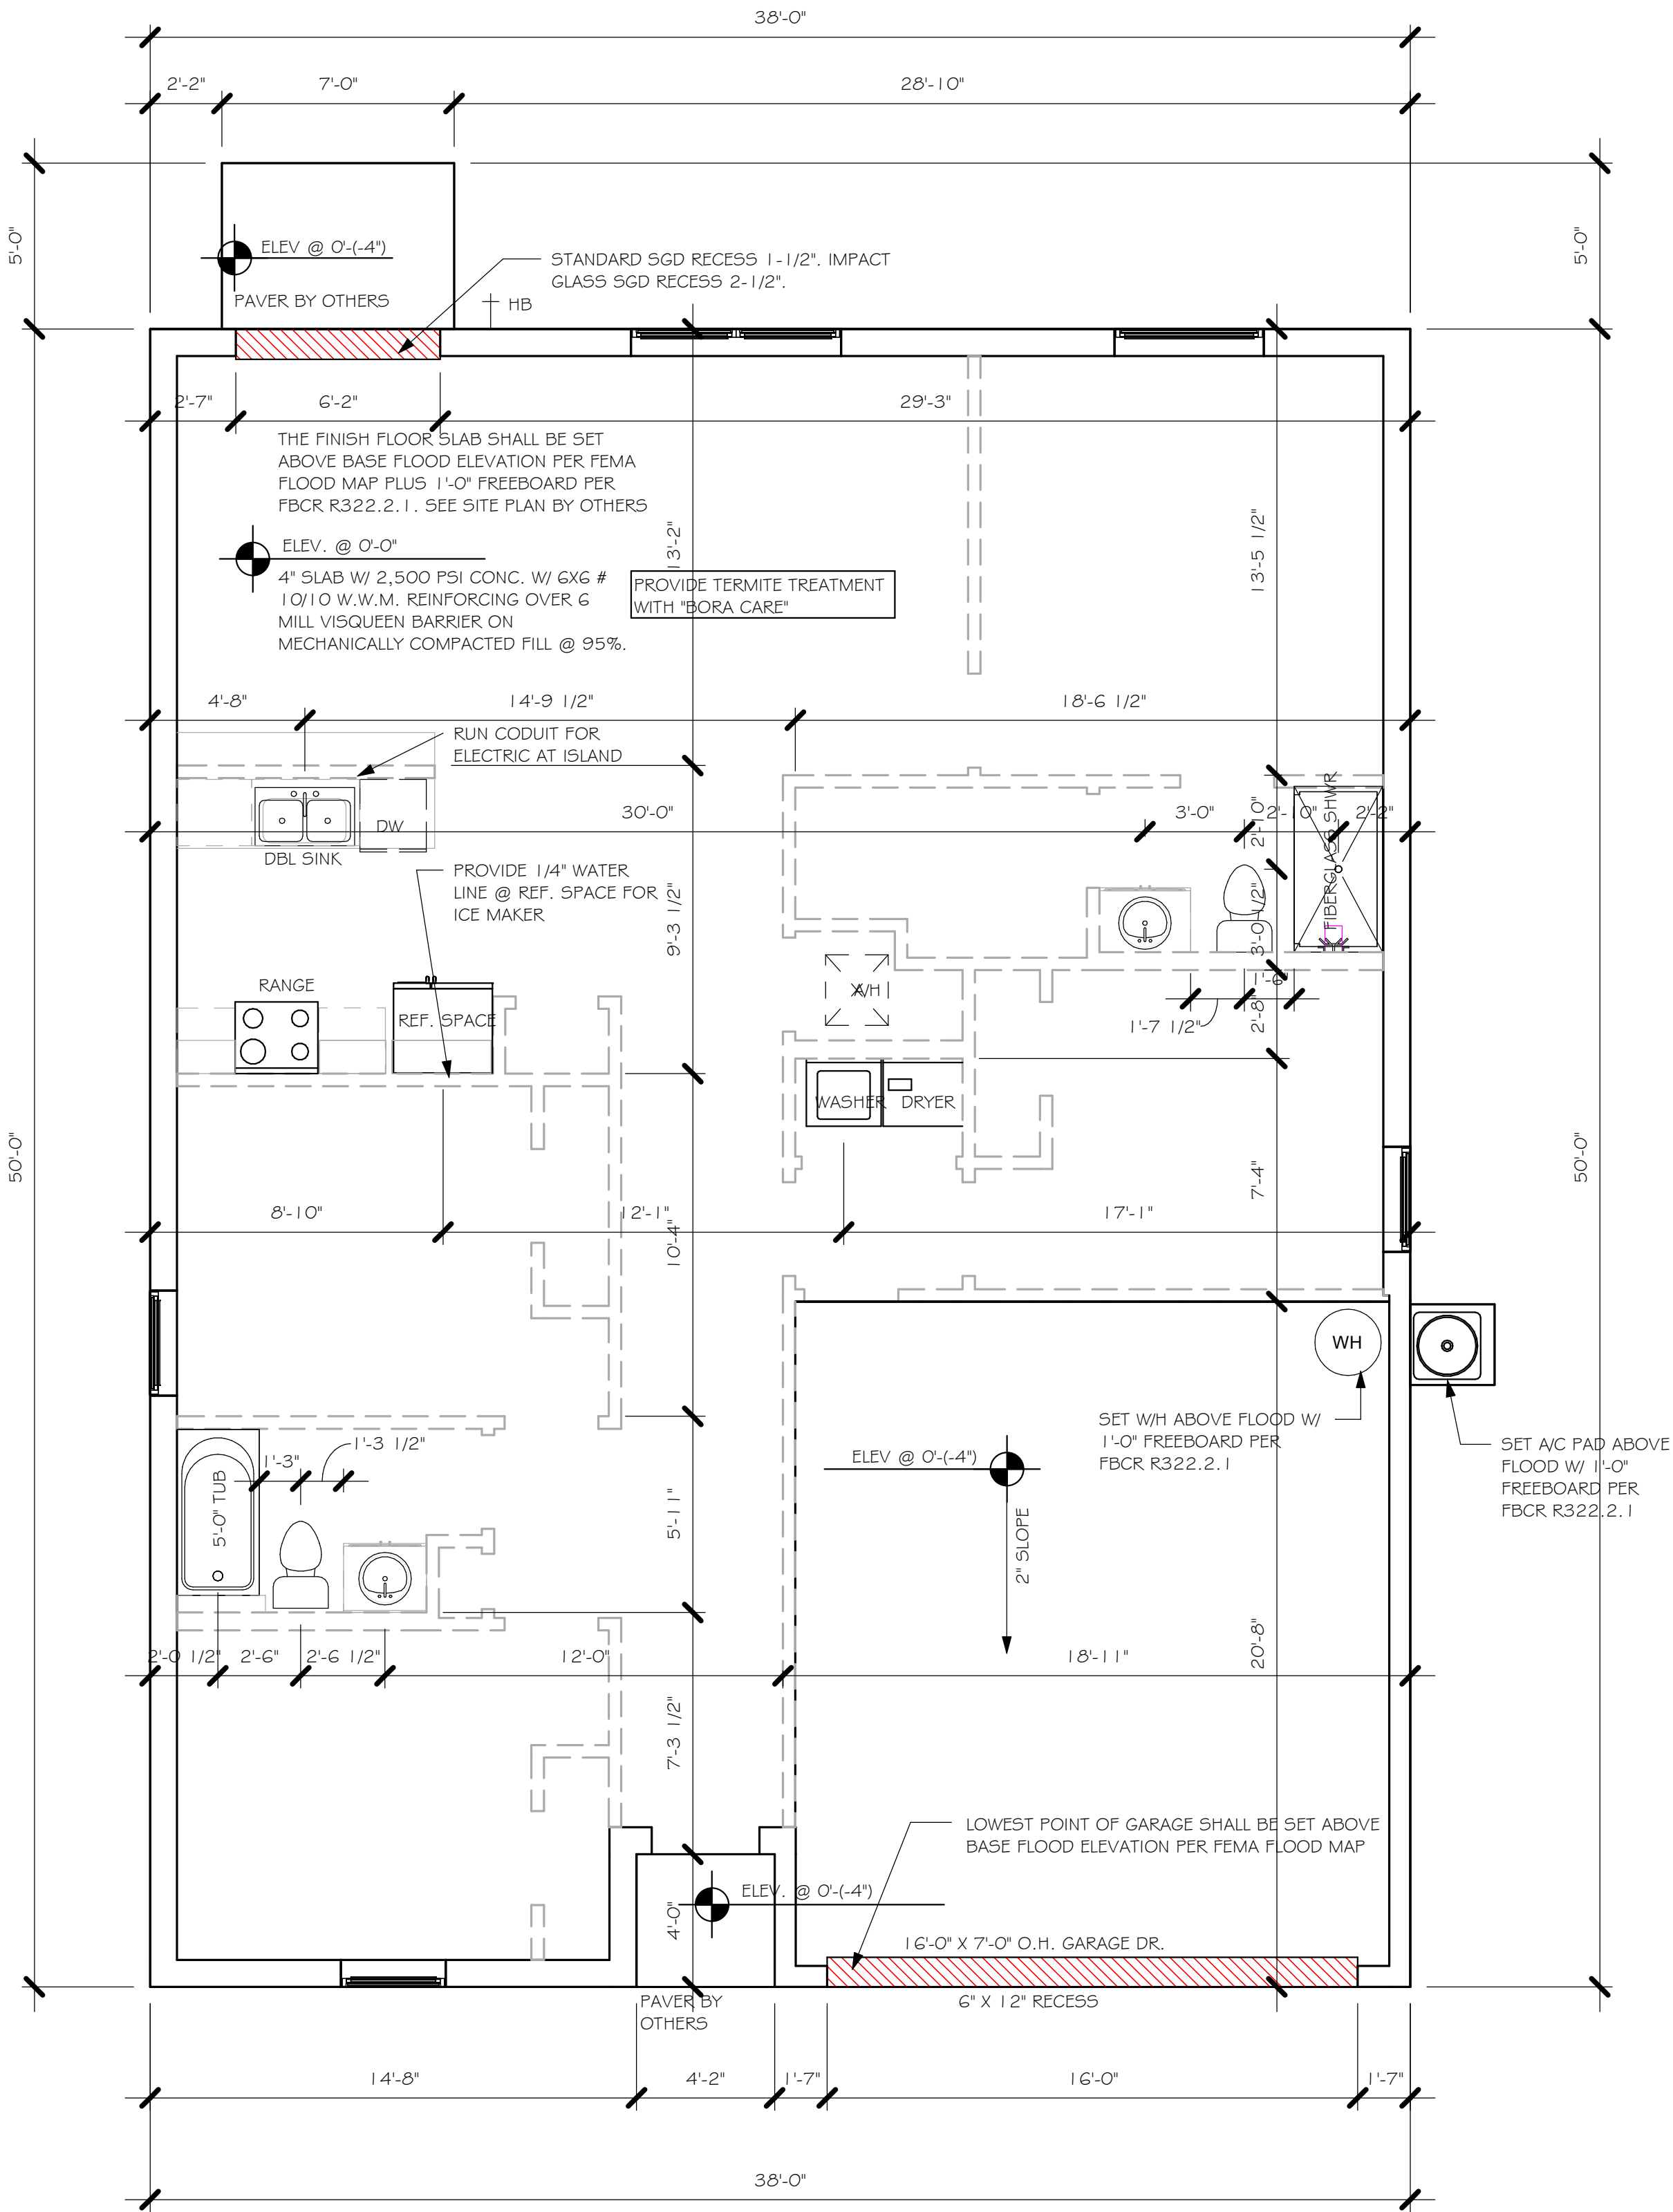 38'-0"
2'-2"
7'-0"
28'-10"
5'-0"
5'-0"
ELEV @ 0'-(-4")
PAVER BY OTHERS
STANDARD SGD RECESS 1-1/2". IMPACT
GLASS SGD RECESS 2-1/2".
HB
2'-7"
6'-2"
29'-3"
THE FINISH FLOOR SLAB SHALL BE SET
ABOVE BASE FLOOD ELEVATION PER FEMA
FLOOD MAP PLUS 1'-0" FREEBOARD PER
FBCR R322.2.1. SEE SITE PLAN BY OTHERS
13'-2"
13'-5 1/2"
ELEV. @ 0'-0"
4" SLAB W/ 2,500 PSI CONC. W/ 6X6 #
10/10 W.W.M. REINFORCING OVER 6
MILL VISQUEEN BARRIER ON
MECHANICALLY COMPACTED FILL @ 95%.
PROVIDE TERMITE TREATMENT
WITH "BORA CARE"
4'-8"
14'-9 1/2"
18'-6 1/2"
RUN CODUIT FOR
ELECTRIC AT ISLAND
30'-0"
3'-0"
2'-10"
2'-10"
2'-2"
FIBERGLASS SHWR
DW
DBL SINK
PROVIDE 1/4" WATER
LINE @ REF. SPACE FOR
ICE MAKER
9'-3 1/2"
3'-0 1/2"
RANGE
REF. SPACE
A/H
1'-6"
1'-7 1/2"
2'-8"
WASHER
DRYER
50'-0"
50'-0"
7'-4"
8'-10"
12'-1"
17'-1"
10'-4"
WH
SET W/H ABOVE FLOOD W/
1'-0" FREEBOARD PER
FBCR R322.2.1
SET A/C PAD ABOVE
FLOOD W/ 1'-0"
FREEBOARD PER
FBCR R322.2.1
1'-3 1/2"
1'-3"
5'-0" TUB
ELEV @ 0'-(-4")
5'-11"
2" SLOPE
20'-8"
2'-0 1/2"
2'-6"
2'-6 1/2"
12'-0"
18'-11"
7'-3 1/2"
LOWEST POINT OF GARAGE SHALL BE SET ABOVE
BASE FLOOD ELEVATION PER FEMA FLOOD MAP
ELEV. @ 0'-(-4")
4'-0"
16'-0" X 7'-0" O.H. GARAGE DR.
PAVER BY
OTHERS
6" X 12" RECESS
14'-8"
4'-2"
1'-7"
16'-0"
1'-7"
38'-0"